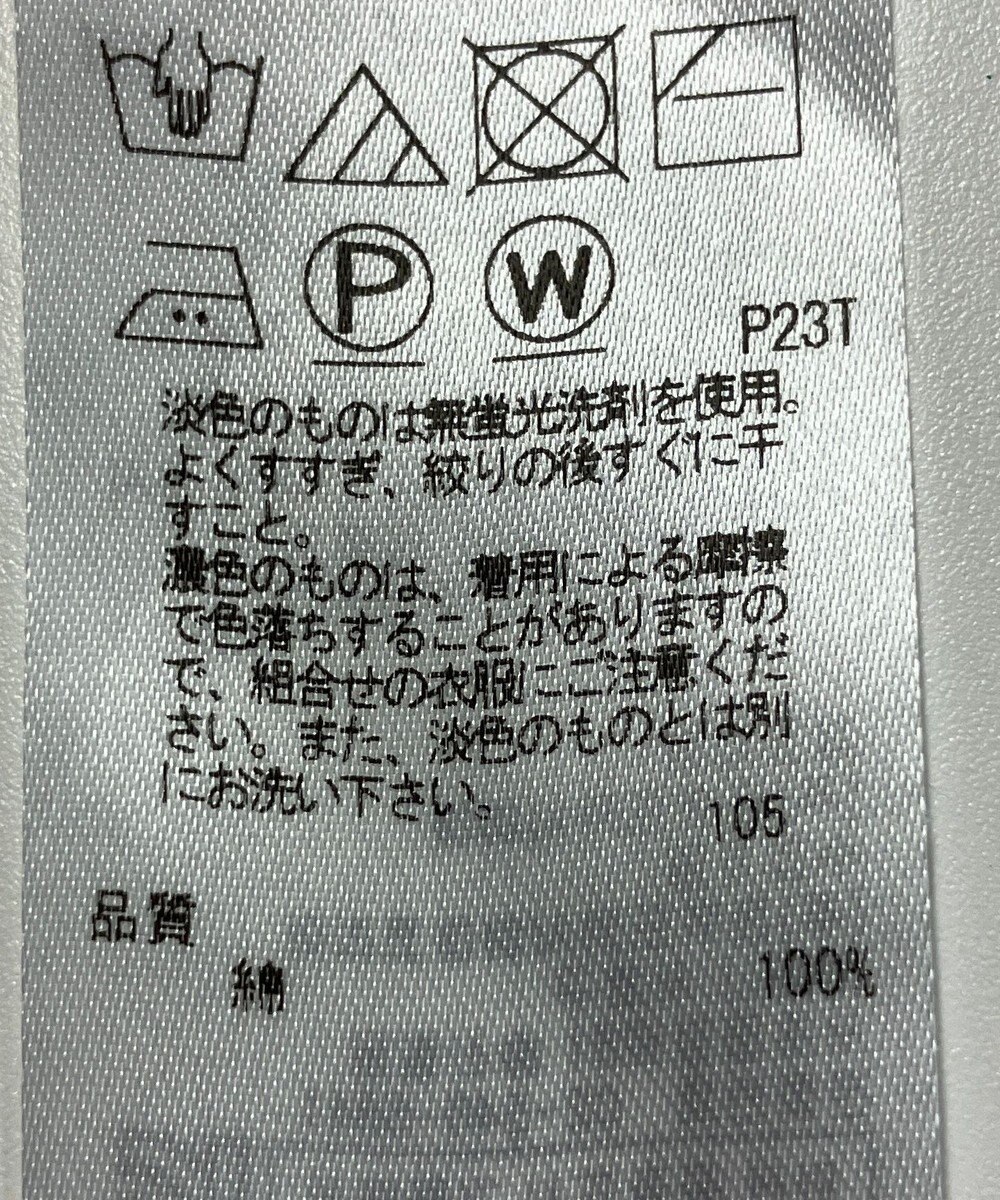 P W
P23T
淡色のものは無蛍光洗剤を使用。
よくすすぎ、絞りの後すぐに干
すこと。
濃色のものは、着用による摩擦
で色落ちすることがありますの
で、組合せの衣服にご注意くだ
さい。また、淡色のものとは別
にお洗い下さい。
105
品質
綿 100%